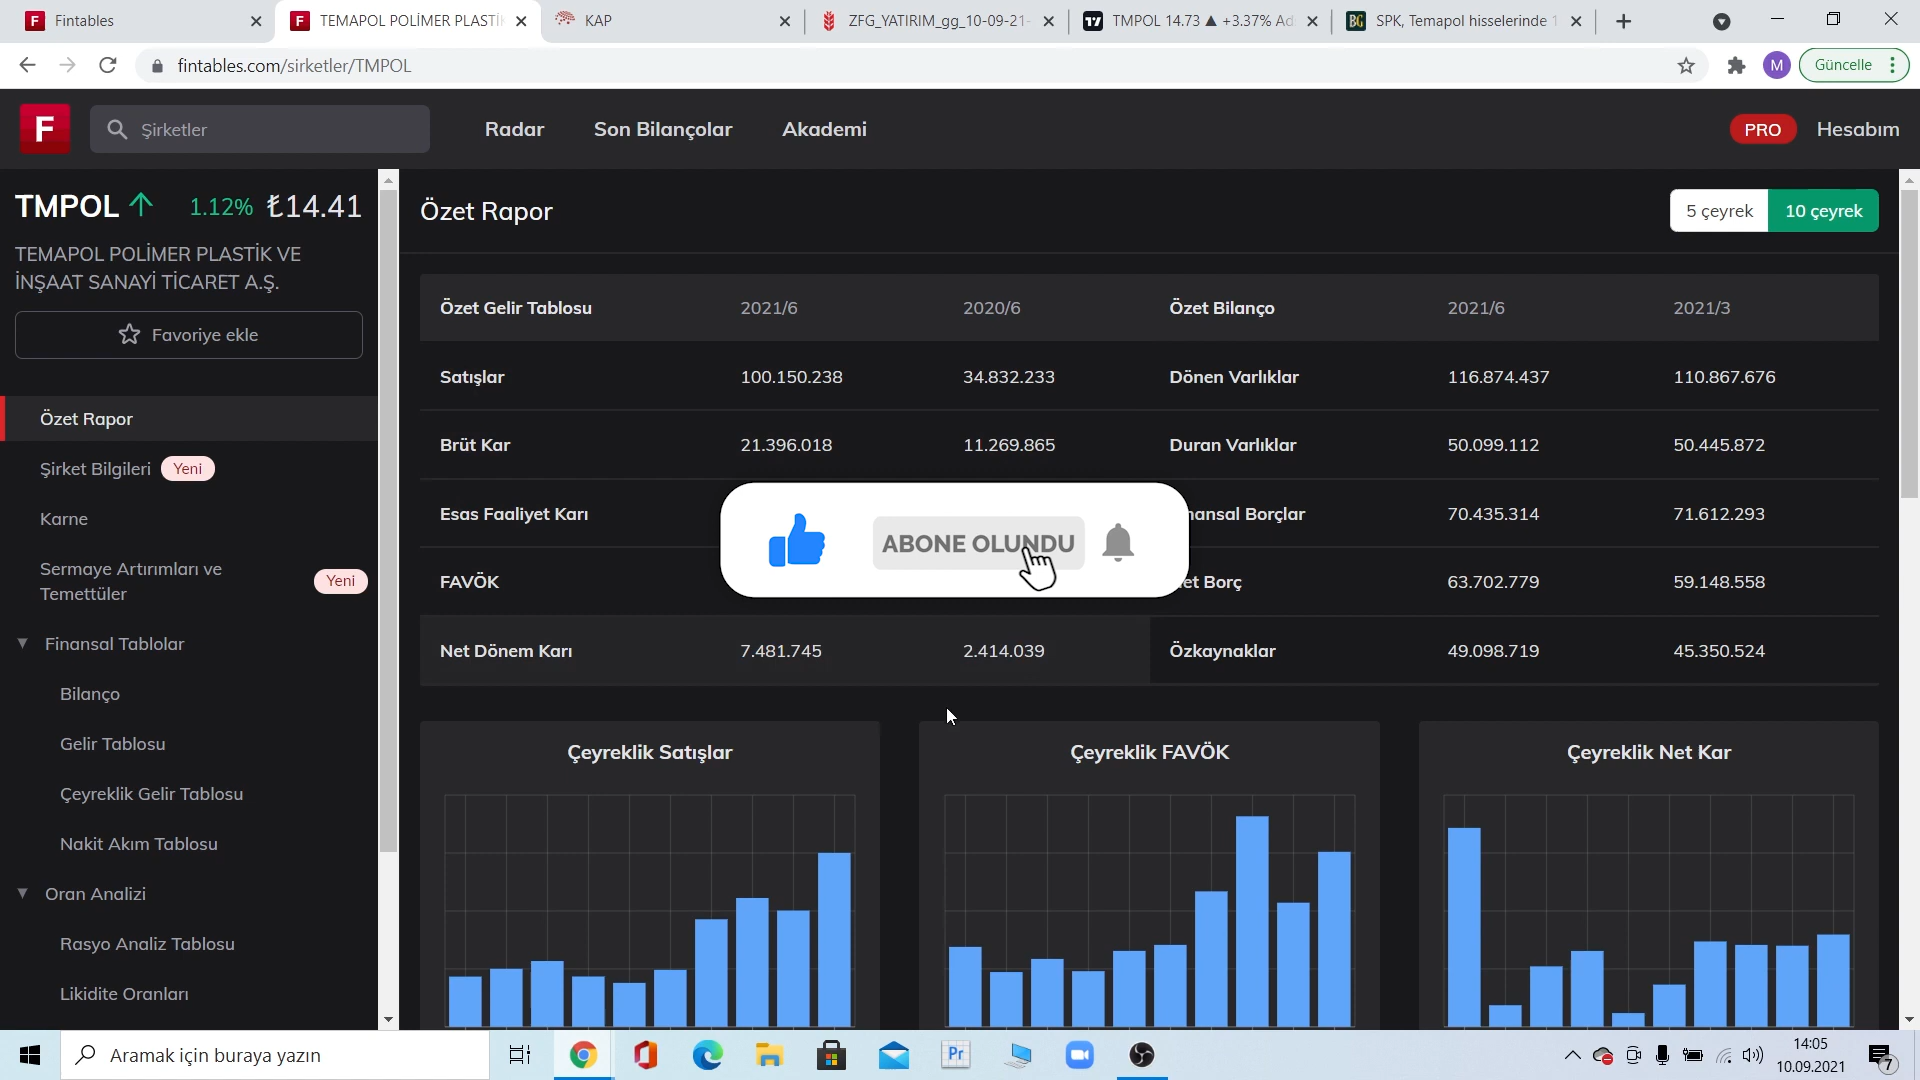 Fintables
TEMAPOL POLİMER PLASTİK
KAP
ZFG_YATIRIM_gg_10-09-21-
TMPOL 14.73 ▲ +3.37% Ad
SPK, Temapol hisselerinde 1
fintables.com/sirketler/TMPOL
M
Güncelle
F
Şirketler
Radar
Son Bilançolar
Akademi
PRO
Hesabım
TMPOL
1.12% ₺14.41
TEMAPOL POLİMER PLASTİK VE
İNŞAAT SANAYİ TİCARET A.Ş.
Favoriye ekle
Özet Rapor
Şirket Bilgileri Yeni
Karne
Sermaye Artırımları ve
Temettüler
Yeni
Finansal Tablolar
Bilanço
Gelir Tablosu
Çeyreklik Gelir Tablosu
Nakit Akım Tablosu
Oran Analizi
Rasyo Analiz Tablosu
Likidite Oranları
Özet Rapor
5 çeyrek 10 çeyrek
Özet Gelir Tablosu 2021/6 2020/6 Özet Bilanço 2021/6 2021/3
Satışlar 100.150.238 34.832.233 Dönen Varlıklar 116.874.437 110.867.676
Brüt Kar 21.396.018 11.269.865 Duran Varlıklar 50.099.112 50.445.872
Esas Faaliyet Karı nansal Borçlar 70.435.314 71.612.293
ABONE OLUNDU
FAVÖK et Borç 63.702.779 59.148.558
Net Dönem Karı 7.481.745 2.414.039 Özkaynaklar 49.098.719 45.350.524
Çeyreklik Satışlar
Çeyreklik FAVÖK
Çeyreklik Net Kar
Aramak için buraya yazın
Pr
14:05
10.09.2021
7